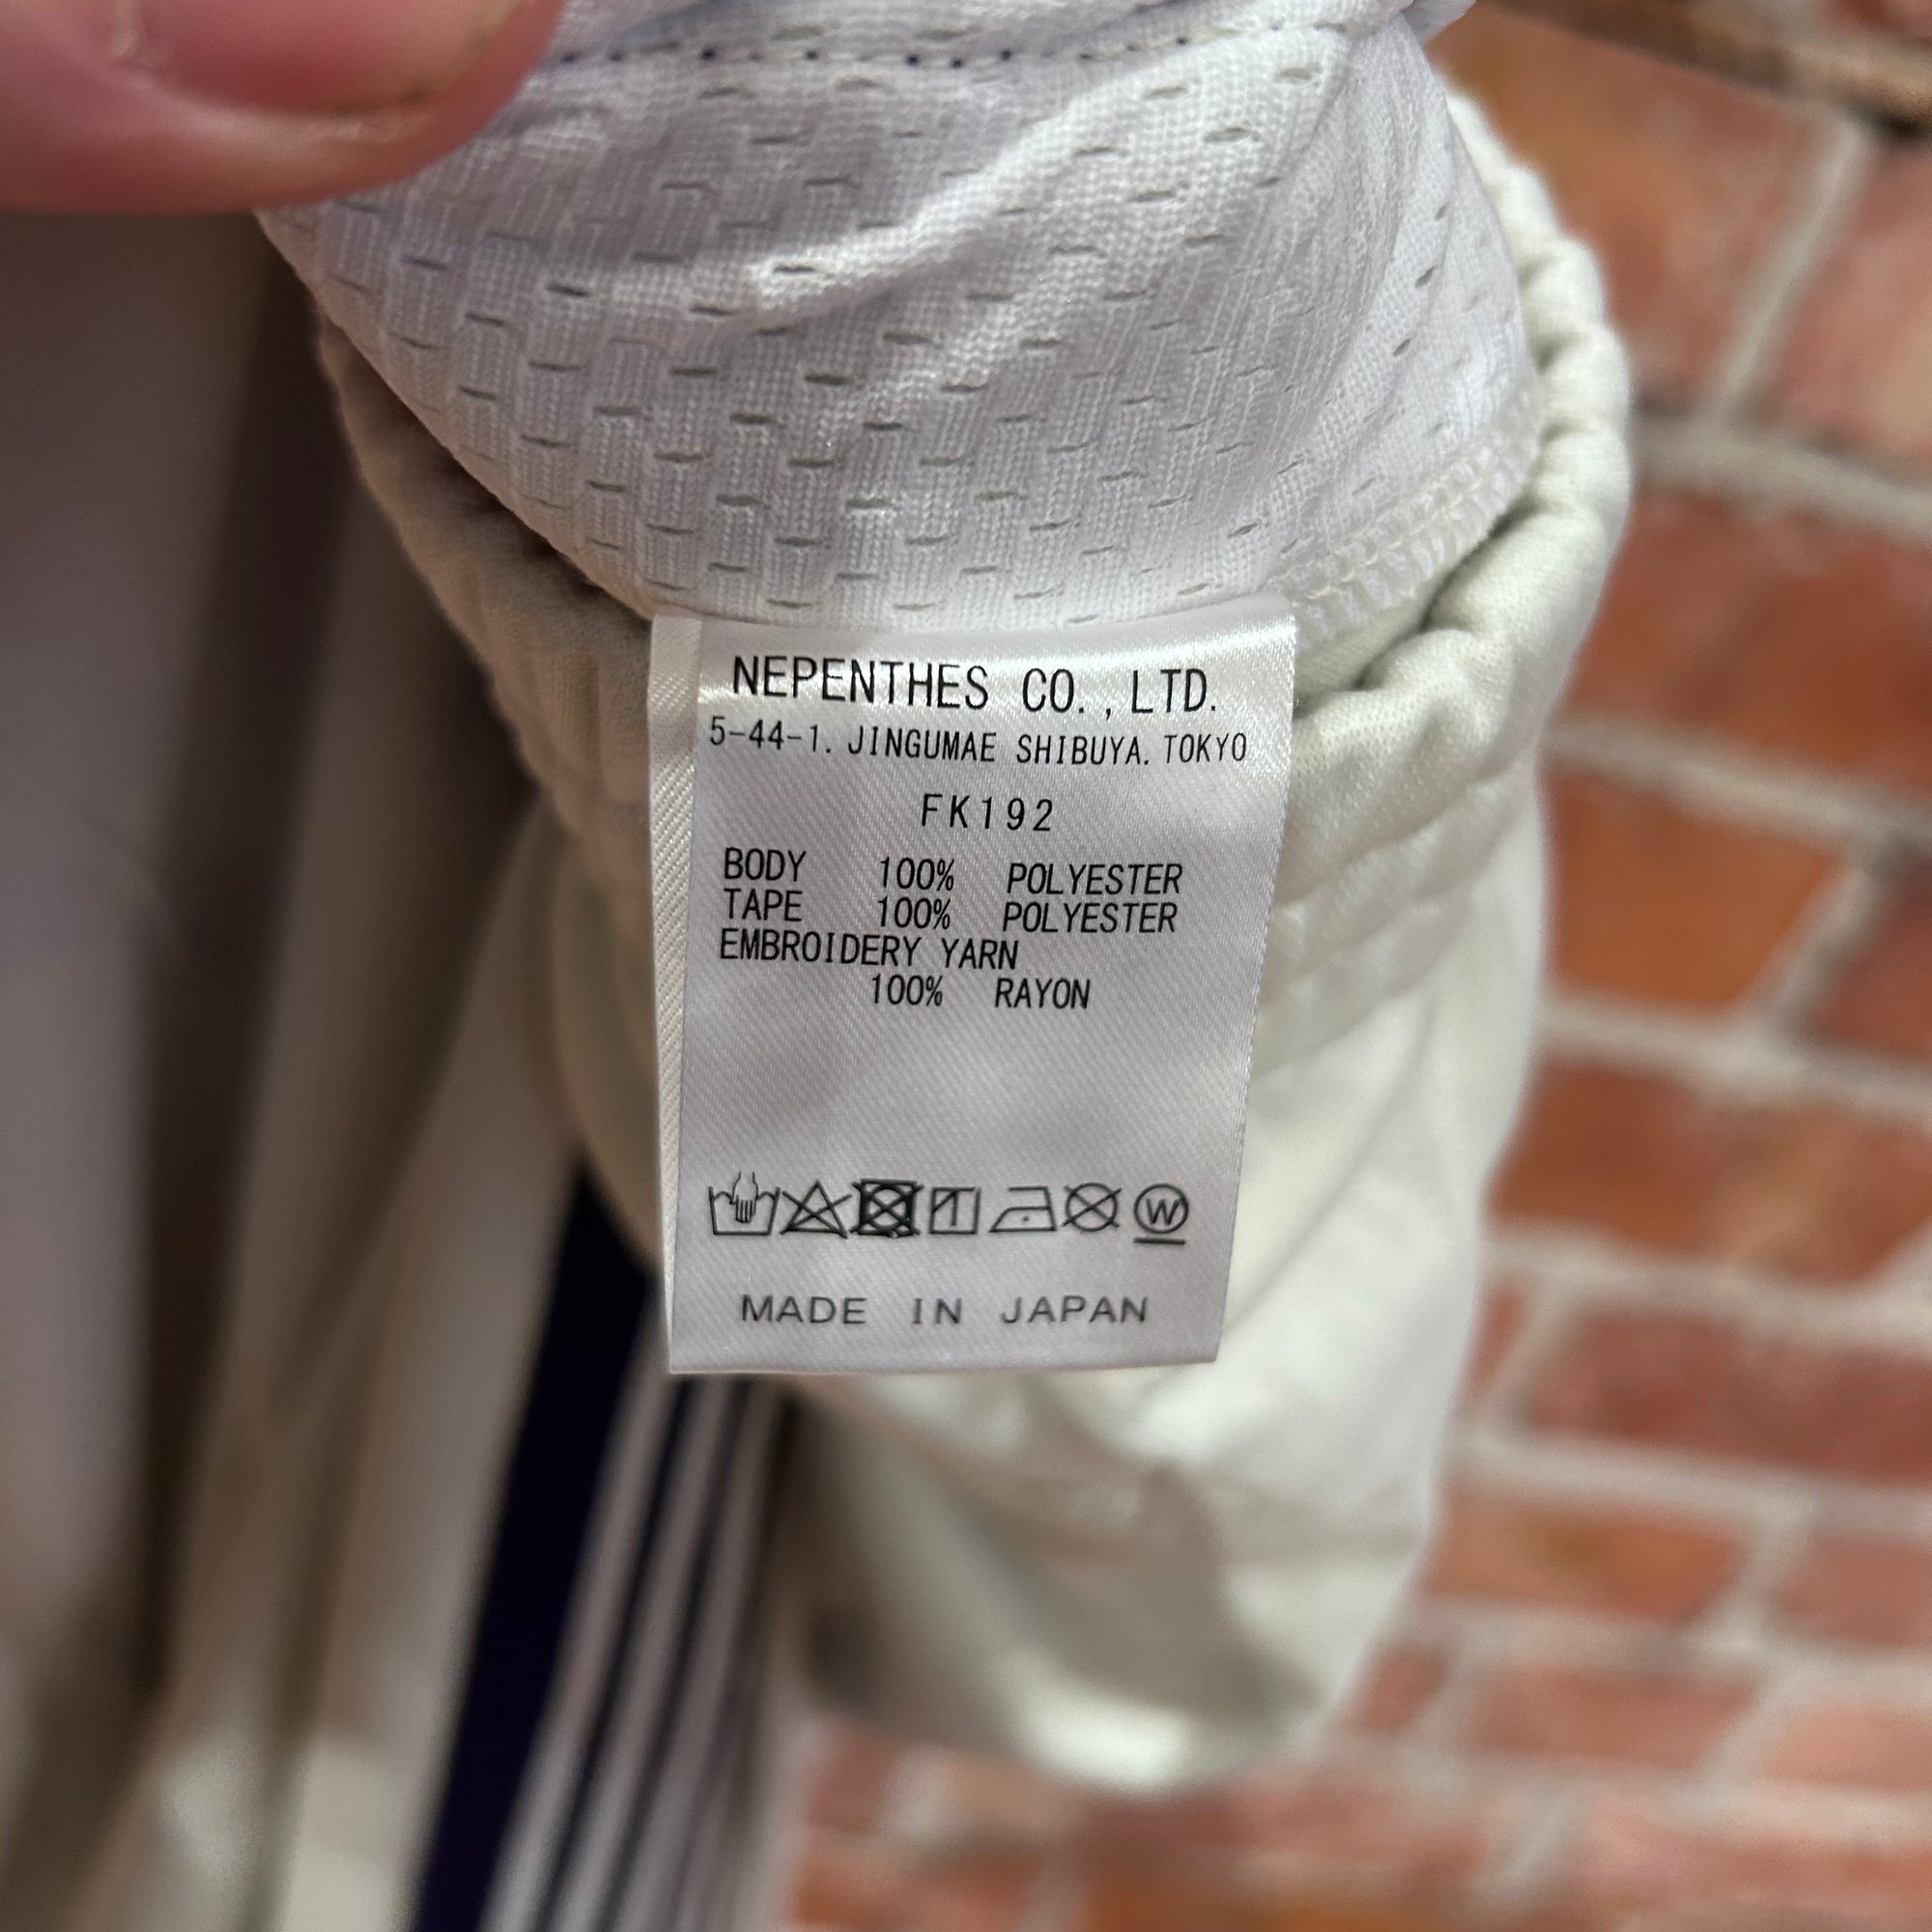 NEPENTHES CO., LTD.
5-44-1. JINGUMAE SHIBUYA. TOKYO
FK192
BODY 100% POLYESTER
TAPE 100% POLYESTER
EMBROIDERY YARN
100% RAYON
W
MADE IN JAPAN